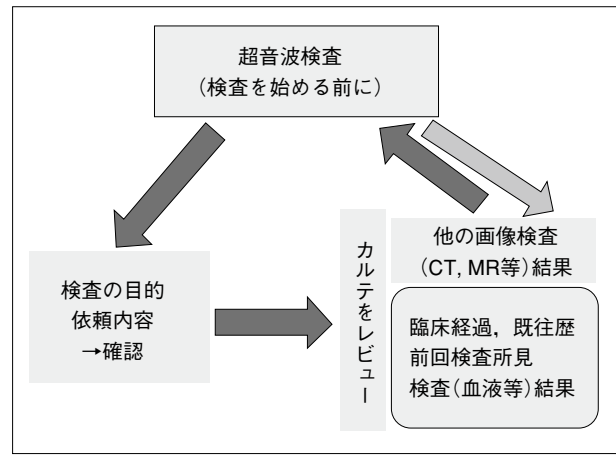 超音波検査
（検査を始める前に）
検査の目的
依頼内容
→確認
カルテをレビュー
他の画像検査
（CT, MR等）結果
臨床経過，既往歴
前回検査所見
検査（血液等）結果